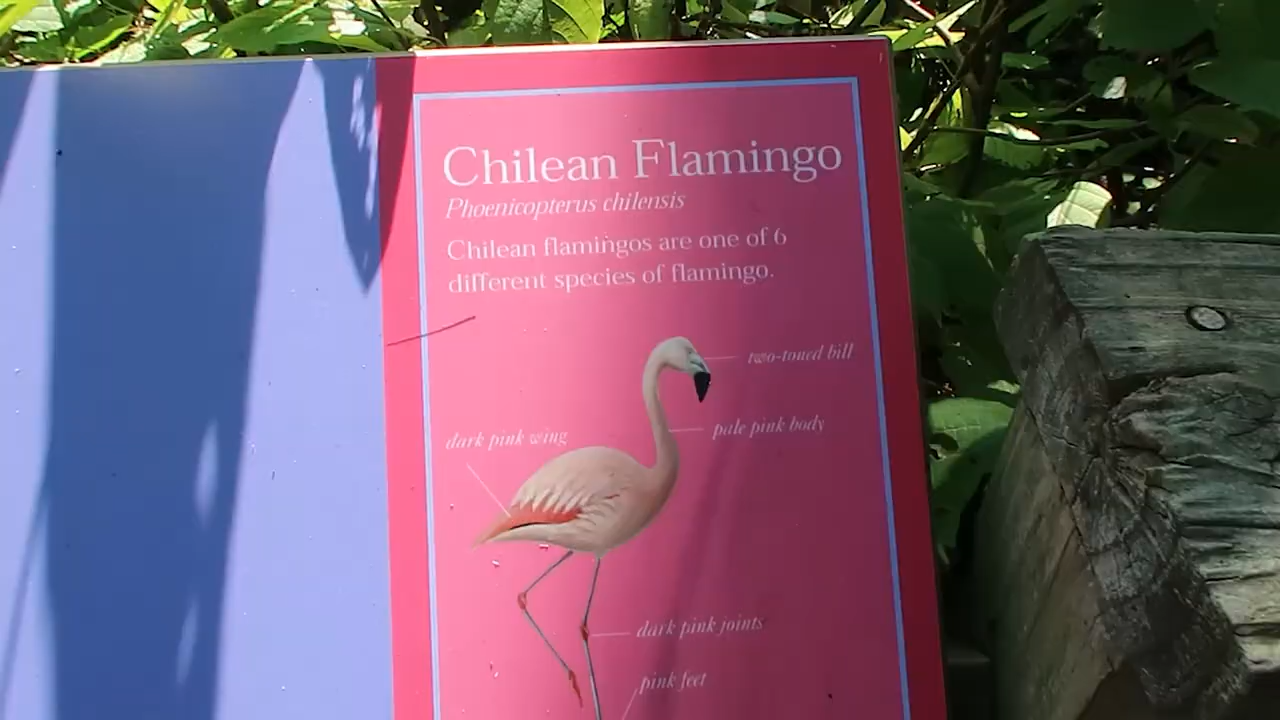 Chilean Flamingo
Phoenicopterus chilensis
Chilean flamingos are one of 6
different species of flamingo.
two-toned bill
pale pink body
dark pink wing
dark pink joints
pink feet